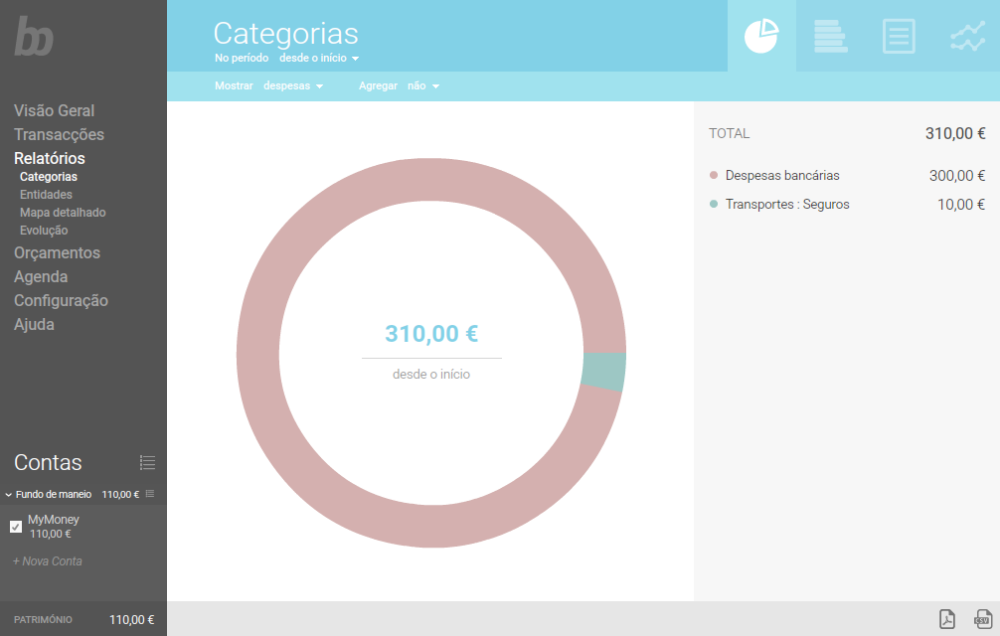 bo
Visão Geral
Transacções
Relatórios
Categorias
Entidades
Mapa detalhado
Evolução
Orçamentos
Agenda
Configuração
Ajuda
Contas
Fundo de maneio 110,00 €
MyMoney
110,00 €
+ Nova Conta
PATRIMÓNIO 110,00 €
Categorias
No período desde o início
Mostrar despesas Agregar não
310,00 €
desde o início
TOTAL 310,00 €
Despesas bancárias 300,00 €
Transportes : Seguros 10,00 €
CSV